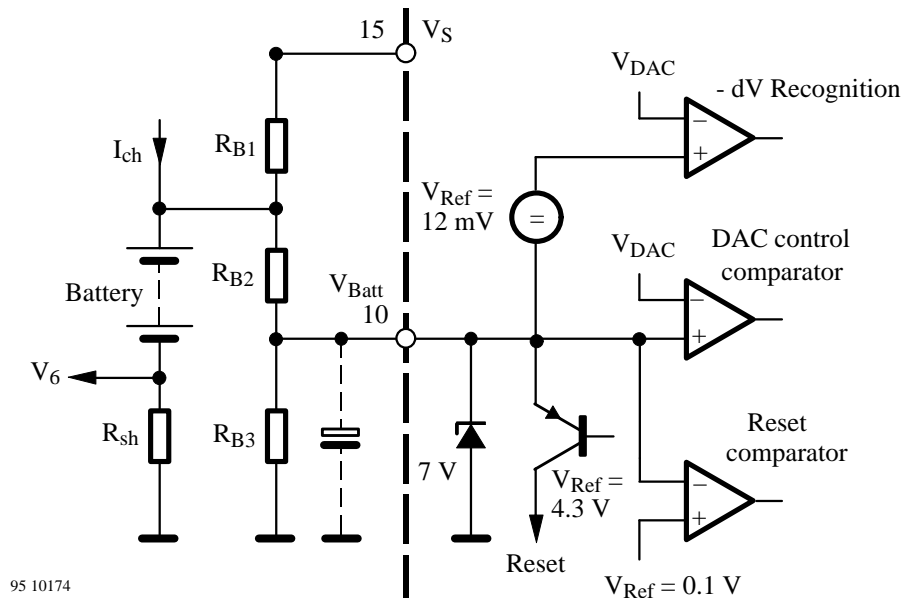 15
V_S
V_DAC
- dV Recognition
−
+
I_ch
R_B1
V_Ref =
12 mV
=
R_B2
Battery
V_Batt
10
V_DAC
DAC control
comparator
−
+
V_6
R_sh
R_B3
7 V
V_Ref =
4.3 V
Reset
Reset
comparator
−
+
V_Ref = 0.1 V
95 10174